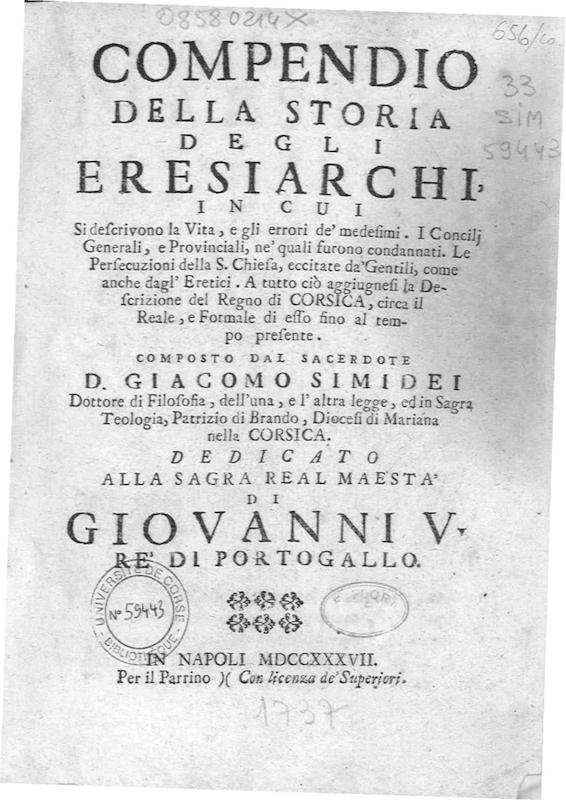 08580214X
656/10
COMPENDIO
33
DELLA STORIA
SiM
DEGLI
59443
ERESIARCHI,
IN CUI
Si deſcrivono la Vita, e gli errori de' medeſimi. I Concilj
Generali, e Provinciali, ne' quali furono condannati. Le
Perſecuzioni della S. Chieſa, eccitate da'Gentili, come
anche dagl' Eretici. A tutto ciò aggiugneſi la De-
ſcrizione del Regno di CORSICA, circa il
Reale, e Formale di eſſo fino al tem-
po preſente.
COMPOSTO DAL SACERDOTE
D. GIACOMO SIMIDEI
Dottore di Filoſofia, dell'una, e l'altra legge, ed in Sagra
Teologia, Patrizio di Brando, Dioceſi di Mariana
nella CORSICA.
DEDICATO
ALLA SAGRA REAL MAESTA'
DI
GIOVANNI V.
RE' DI PORTOGALLO.
UNIVERSITÉ DE CORSE
N° 59443
- BIBLIOTHÈQUE -
IN NAPOLI MDCCXXXVII.
Per il Parrino )( Con licenza de' Superiori.
1737